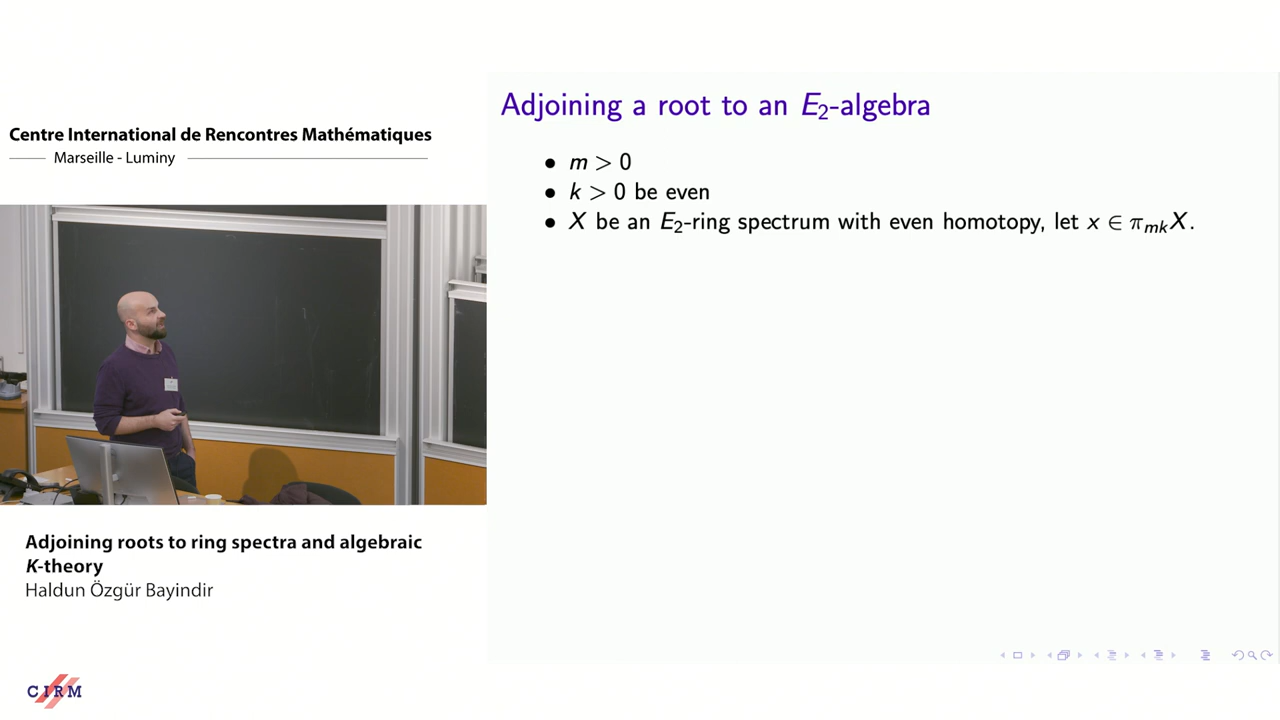 Centre International de Rencontres Mathématiques
Marseille - Luminy
Adjoining a root to an E₂-algebra
• m > 0
• k > 0 be even
• X be an E₂-ring spectrum with even homotopy, let x ∈ πₘₖX.
Adjoining roots to ring spectra and algebraic
K-theory
Haldun Özgür Bayindir
CIRM